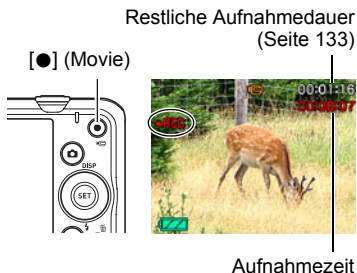 Restliche Aufnahmedauer
(Seite 133)
[●] (Movie)
00:01:16
00:00:07
●REC
DISP
SET
Aufnahmezeit